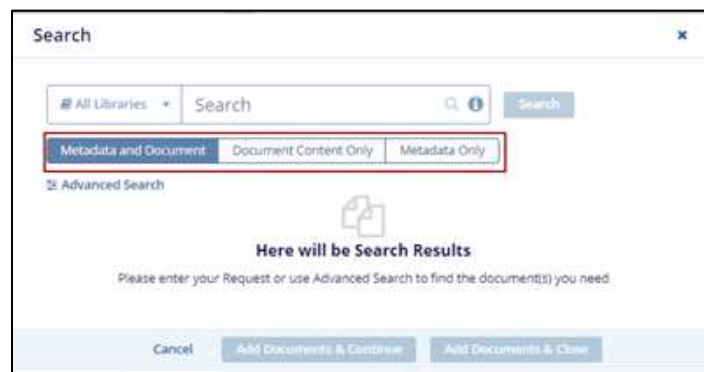 Search
All Libraries Search Search
Metadata and Document Document Content Only Metadata Only
Advanced Search
Here will be Search Results
Please enter your Request or use Advanced Search to find the document(s) you need
Cancel Add Documents & Continue Add Documents & Close